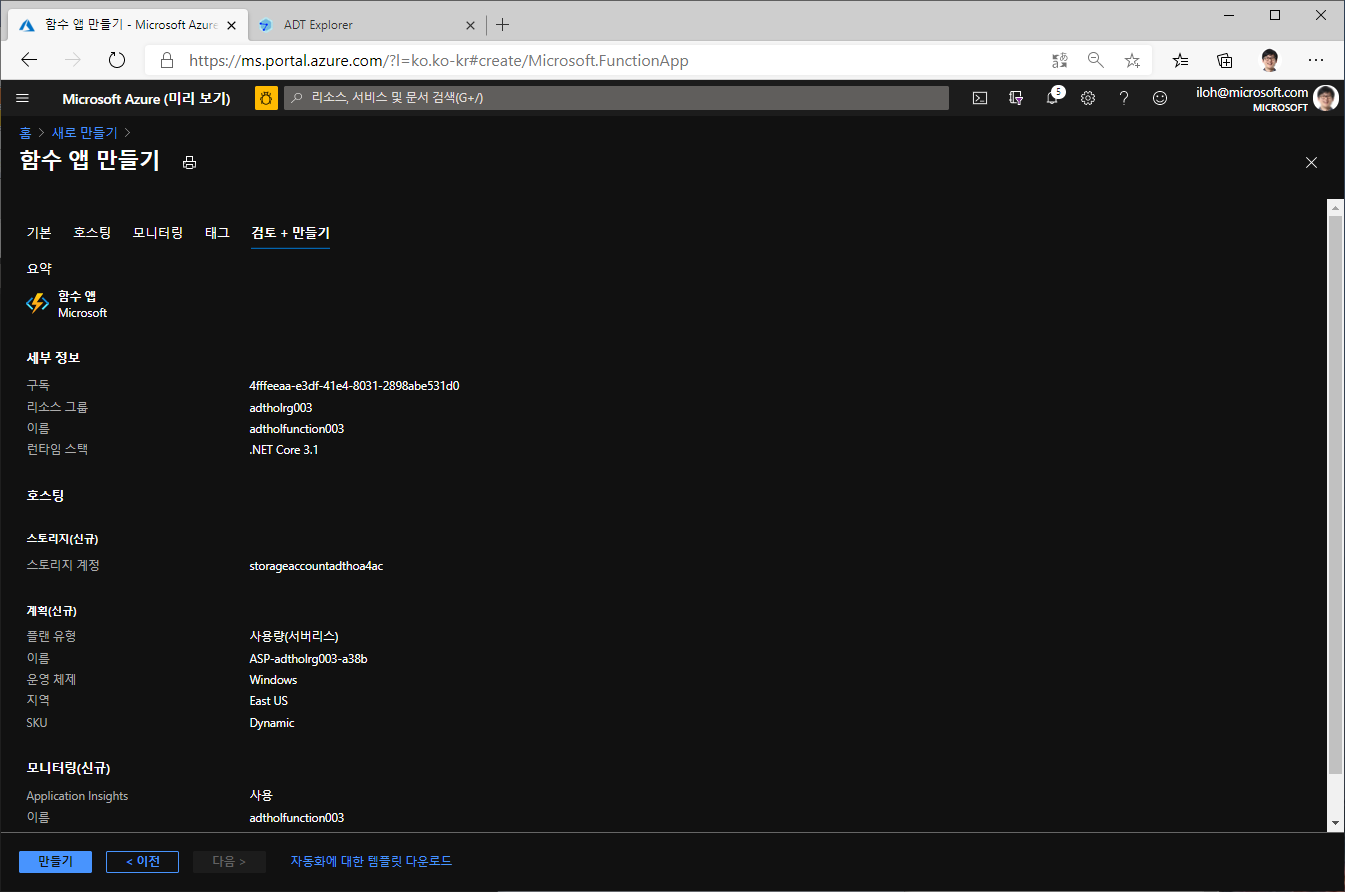 함수 앱 만들기 - Microsoft Azure
ADT Explorer
https://ms.portal.azure.com/?l=ko.ko-kr#create/Microsoft.FunctionApp
Microsoft Azure (미리 보기)
리소스, 서비스 및 문서 검색(G+/)
5
iloh@microsoft.com
MICROSOFT
홈 > 새로 만들기 >
함수 앱 만들기
기본 호스팅 모니터링 태그 검토 + 만들기
요약
함수 앱
Microsoft
세부 정보
구독 4fffeeaa-e3df-41e4-8031-2898abe531d0
리소스 그룹 adtholrg003
이름 adtholfunction003
런타임 스택 .NET Core 3.1
호스팅
스토리지(신규)
스토리지 계정 storageaccountadthoa4ac
계획(신규)
플랜 유형 사용량(서버리스)
이름 ASP-adtholrg003-a38b
운영 체제 Windows
지역 East US
SKU Dynamic
모니터링(신규)
Application Insights 사용
이름 adtholfunction003
만들기 < 이전 다음 > 자동화에 대한 템플릿 다운로드